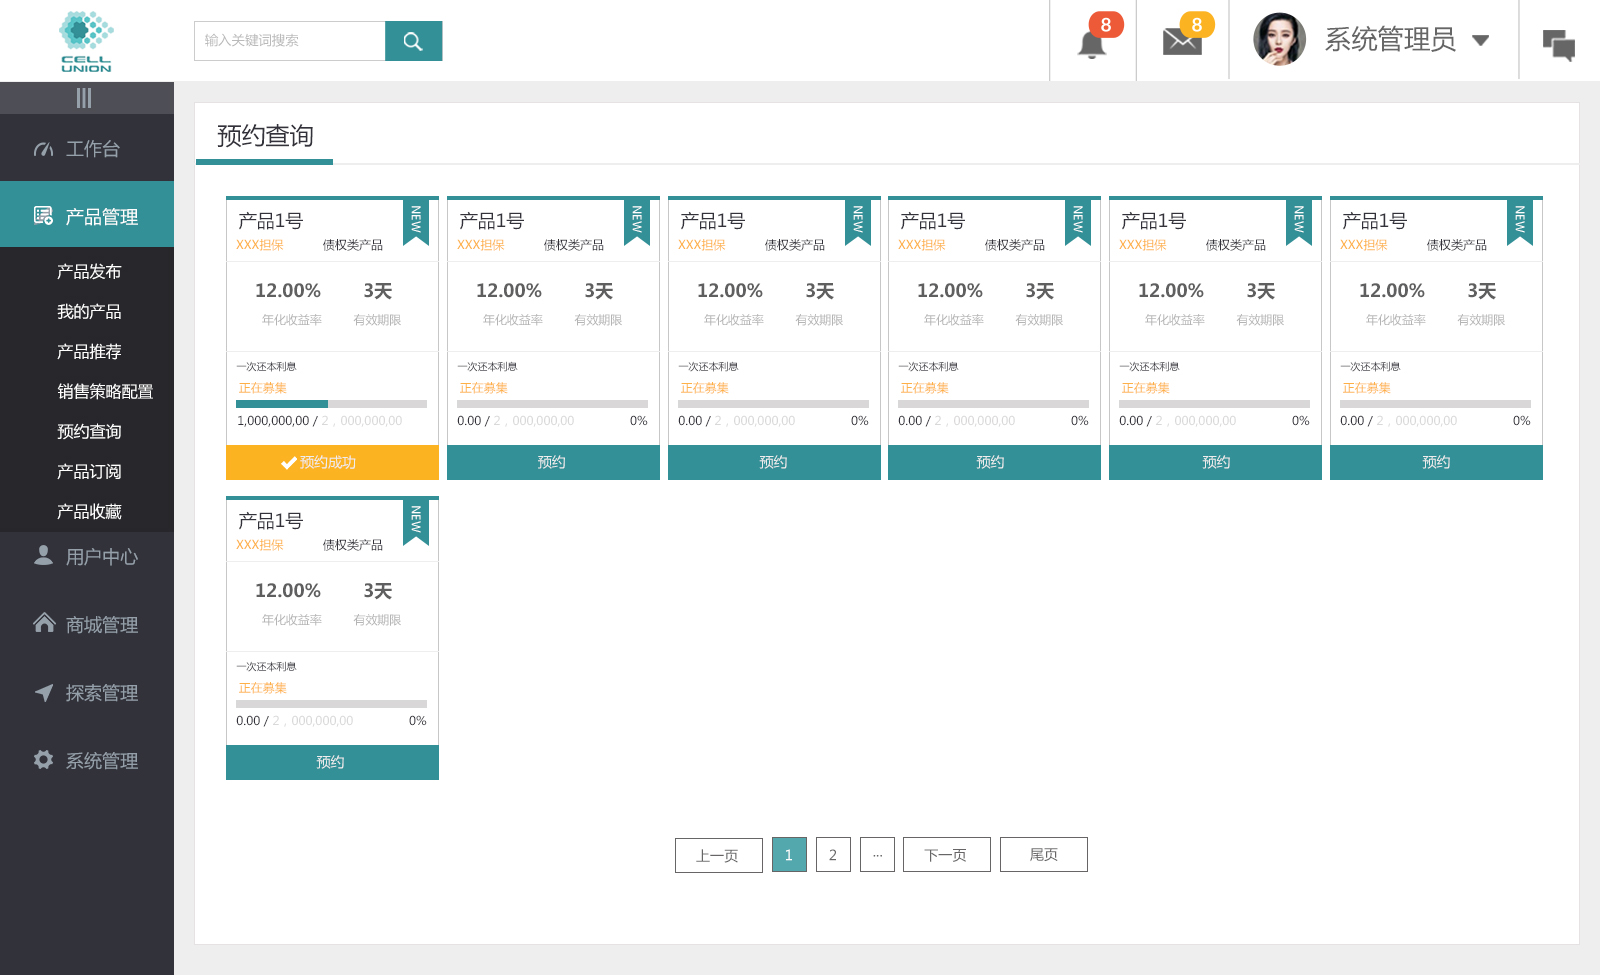 CELL
UNION
输入关键词搜索
8
8
系统管理员
工作台
产品管理
产品发布
我的产品
产品推荐
销售策略配置
预约查询
产品订阅
产品收藏
用户中心
商城管理
探索管理
系统管理
预约查询
产品1号 NEW
XXX担保 债权类产品
12.00% 3天
年化收益率 有效期限
一次还本利息
正在募集
1,000,000,00 / 2，000,000,00
预约成功
产品1号 NEW
XXX担保 债权类产品
12.00% 3天
年化收益率 有效期限
一次还本利息
正在募集
0.00 / 2，000,000,00 0%
预约
产品1号 NEW
XXX担保 债权类产品
12.00% 3天
年化收益率 有效期限
一次还本利息
正在募集
0.00 / 2，000,000,00 0%
预约
产品1号 NEW
XXX担保 债权类产品
12.00% 3天
年化收益率 有效期限
一次还本利息
正在募集
0.00 / 2，000,000,00 0%
预约
产品1号 NEW
XXX担保 债权类产品
12.00% 3天
年化收益率 有效期限
一次还本利息
正在募集
0.00 / 2，000,000,00 0%
预约
产品1号 NEW
XXX担保 债权类产品
12.00% 3天
年化收益率 有效期限
一次还本利息
正在募集
0.00 / 2，000,000,00 0%
预约
产品1号 NEW
XXX担保 债权类产品
12.00% 3天
年化收益率 有效期限
一次还本利息
正在募集
0.00 / 2，000,000,00 0%
预约
上一页 1 2 ... 下一页 尾页